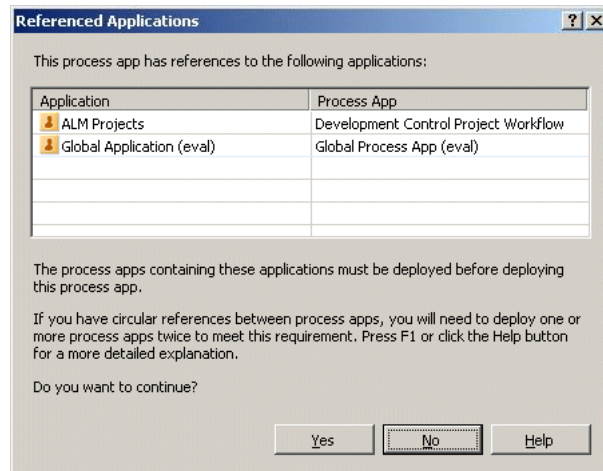 Referenced Applications
This process app has references to the following applications:
Application Process App
ALM Projects Development Control Project Workflow
Global Application (eval) Global Process App (eval)
The process apps containing these applications must be deployed before deploying
this process app.
If you have circular references between process apps, you will need to deploy one or
more process apps twice to meet this requirement. Press F1 or click the Help button
for a more detailed explanation.
Do you want to continue?
Yes No Help